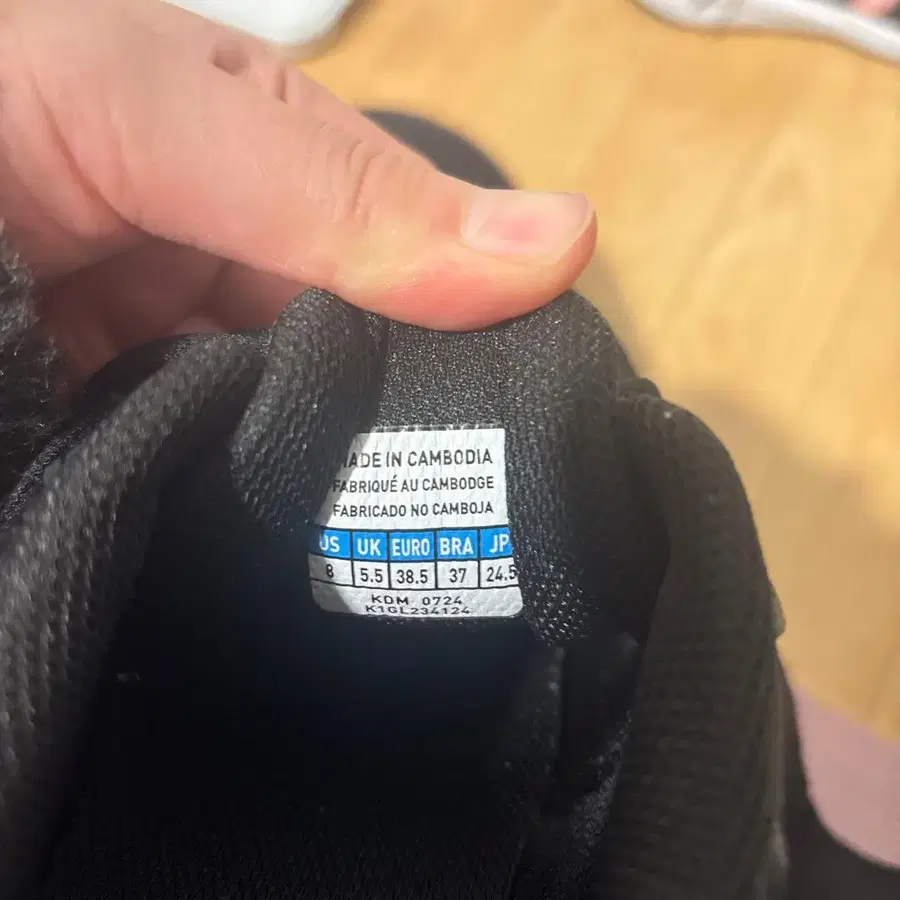 MADE IN CAMBODIA
FABRIQUÉ AU CAMBODGE
FABRICADO NO CAMBOJA
US UK EURO BRA JP
8 5.5 38.5 37 24.5
KDM 0724
K1GL234124